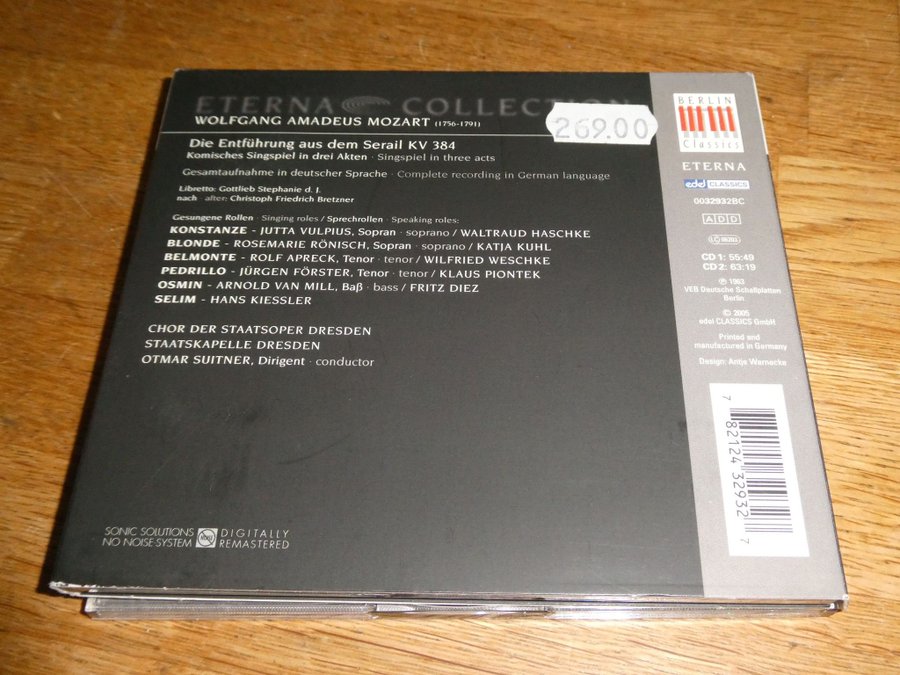 ETERNA COLLECTION
269.00
WOLFGANG AMADEUS MOZART (1756-1791)
Die Entführung aus dem Serail KV 384
Komisches Singspiel in drei Akten · Singspiel in three acts
Gesamtaufnahme in deutscher Sprache · Complete recording in German language
Libretto: Gottlieb Stephanie d. J.
nach · after: Christoph Friedrich Bretzner
Gesungene Rollen · Singing roles / Sprechrollen · Speaking roles:
KONSTANZE - JUTTA VULPIUS, Sopran · soprano / WALTRAUD HASCHKE
BLONDE - ROSEMARIE RÖNISCH, Sopran · soprano / KATJA KUHL
BELMONTE - ROLF APRECK, Tenor · tenor / WILFRIED WESCHKE
PEDRILLO - JÜRGEN FÖRSTER, Tenor · tenor / KLAUS PIONTEK
OSMIN - ARNOLD VAN MILL, Baß · bass / FRITZ DIEZ
SELIM - HANS KIESSLER
CHOR DER STAATSOPER DRESDEN
STAATSKAPELLE DRESDEN
OTMAR SUITNER, Dirigent · conductor
SONIC SOLUTIONS
NO NOISE-SYSTEM
DIGITALLY
REMASTERED
BERLIN
Classics
ETERNA
edel CLASSICS
0032932BC
ADD
LC 06203
CD 1: 55:49
CD 2: 63:19
℗ 1963
VEB Deutsche Schallplatten
Berlin
© 2005
edel CLASSICS GmbH
Printed and
manufactured in Germany
Design: Antje Warnecke
7 82124 32932 7